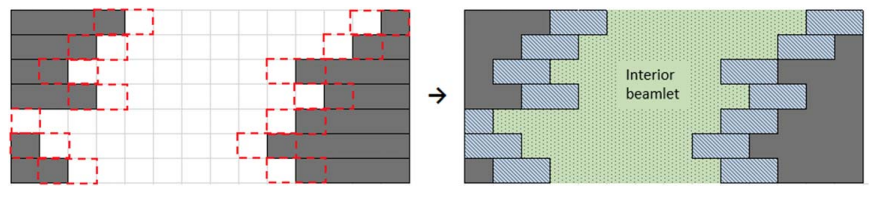 →
Interior
beamlet